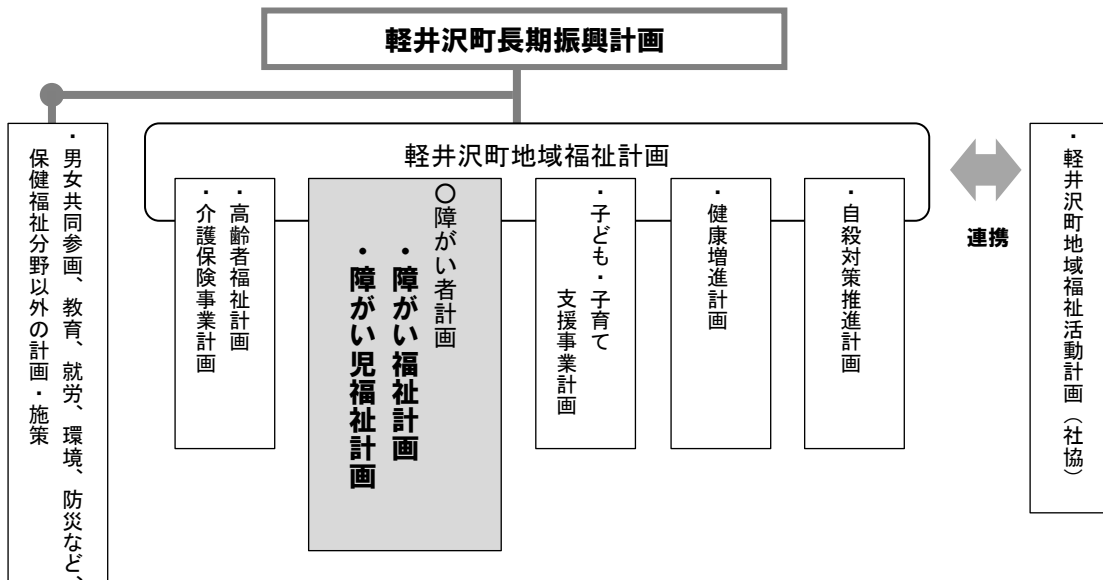 軽井沢町長期振興計画
軽井沢町地域福祉計画
・男女共同参画、教育、就労、環境、防災など、
保健福祉分野以外の計画・施策
・高齢者福祉計画
・介護保険事業計画
〇障がい者計画
・障がい福祉計画
・障がい児福祉計画
・子ども・子育て
支援事業計画
・健康増進計画
・自殺対策推進計画
連携
・軽井沢町地域福祉活動計画（社協）